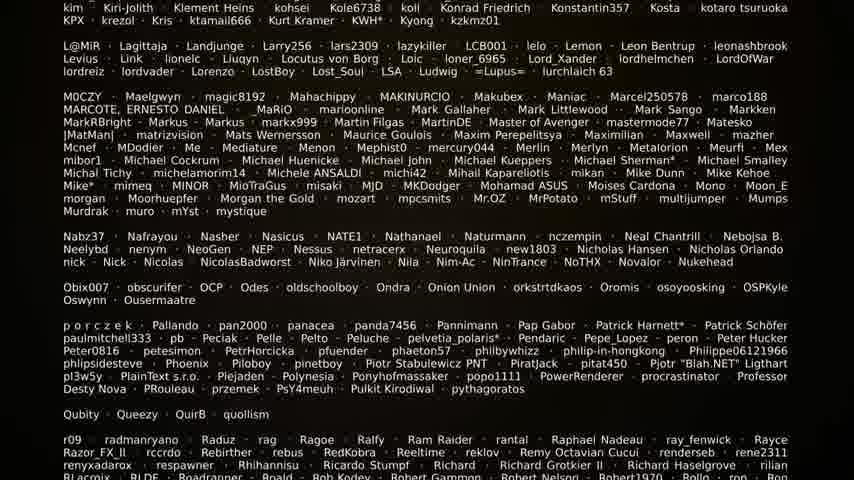 kim · Kiri-Jolith · Klement Heins · kohsei · Kole6738 · koli · Konrad Friedrich · Konstantin357 · Kosta · kotaro tsuruoka
KPX · krezol · Kris · ktamail666 · Kurt Kramer · KWH* · Kyong · kzkmz01
L@MiR · Lagittaja · Landjunge · Larry256 · lars2309 · lazykiller · LCB001 · lelo · Lemon · Leon Bentrup · leonashbrook
Levius · Link · lionelc · Liuqyn · Locutus von Borg · Loic · loner_6965 · Lord_Xander · lordhelmchen · LordOfWar
lordreiz · lordvader · Lorenzo · LostBoy · Lost_Soul · LSA · Ludwig · =Lupus= · lurchlaich 63
M0CZY · Maelgwyn · magic8192 · Mahachippy · MAKINURCIO · Makubex · Maniac · Marcel250578 · marco188
MARCOTE, ERNESTO DANIEL · _MaRiO · marioonline · Mark Gallaher · Mark Littlewood · Mark Sango · Markken
MarkRBright · Markus · Markus · markx999 · Martin Filgas · MartinDE · Master of Avenger · mastermode77 · Matesko
|MatMan| · matrizvision · Mats Wernersson · Maurice Goulois · Maxim Perepelitsya · Maximilian · Maxwell · mazher
Mcnef · MDodier · Me · Mediature · Menon · Mephist0 · mercury044 · Merlin · Merlyn · Metalorion · Meurfi · Mex
mibor1 · Michael Cockrum · Michael Huenicke · Michael John · Michael Kueppers · Michael Sherman* · Michael Smalley
Michal Tichy · michelamorim14 · Michele ANSALDI · michi42 · Mihail Kapareliotis · mikan · Mike Dunn · Mike Kehoe
Mike* · mimeq · MINOR · MioTraGus · misaki · MJD · MKDodger · Mohamad ASUS · Moises Cardona · Mono · Moon_E
morgan · Moorhuepfer · Morgan the Gold · mozart · mpcsmits · Mr.OZ · MrPotato · mStuff · multijumper · Mumps
Murdrak · muro · mYst · mystique
Nabz37 · Nafrayou · Nasher · Nasicus · NATE1 · Nathanael · Naturmann · nczempin · Neal Chantrill · Nebojsa B.
Neelybd · nenym · NeoGen · NEP · Nessus · netracerx · Neuroquila · new1803 · Nicholas Hansen · Nicholas Orlando
nick · Nick · Nicolas · NicolasBadworst · Niko Järvinen · Nila · Nim-Ac · NinTrance · NoTHX · Novalor · Nukehead
Obix007 · obscurifer · OCP · Odes · oldschoolboy · Ondra · Onion Union · orkstrtdkaos · Oromis · osoyoosking · OSPKyle
Oswynn · Ousermaatre
p o r c z e k · Pallando · pan2000 · panacea · panda7456 · Pannimann · Pap Gabor · Patrick Harnett* · Patrick Schöfer
paulmitchell333 · pb · Peciak · Pelle · Pelto · Peluche · pelvetia_polaris* · Pendaric · Pepe_Lopez · peron · Peter Hucker
Peter0816 · petesimon · PetrHorcicka · pfuender · phaeton57 · philbywhizz · philip-in-hongkong · Philippe06121966
phlipsidesteve · Phoenix · Piloboy · pinetboy · Piotr Stabulewicz PNT · PiratJack · pitat450 · Pjotr "Blah.NET" Ligthart
pl3w5y · PlainText s.r.o. · Plejaden · Polynesia · Ponyhofmassaker · popo1111 · PowerRenderer · procrastinator · Professor
Desty Nova · PRouleau · przemek · PsY4meuh · Pulkit Kirodiwal · pythagoratos
Qubity · Queezy · QuirB · quollism
r09 · radmanryano · Raduz · rag · Ragoe · Ralfy · Ram Raider · rantal · Raphael Nadeau · ray_fenwick · Rayce
Razor_FX_II · rccrdo · Rebirther · rebus · RedKobra · Reeltime · reklov · Remy Octavian Cucui · renderseb · rene2311
renyxadarox · respawner · Rhihannisu · Ricardo Stumpf · Richard · Richard Grotkier II · Richard Haselgrove · rilian
RLacroix · RLDF · Roadranner · Roald · Rob Kodey · Robert Gammon · Robert Nelson · Robert1970 · Rollo · ron · Ron